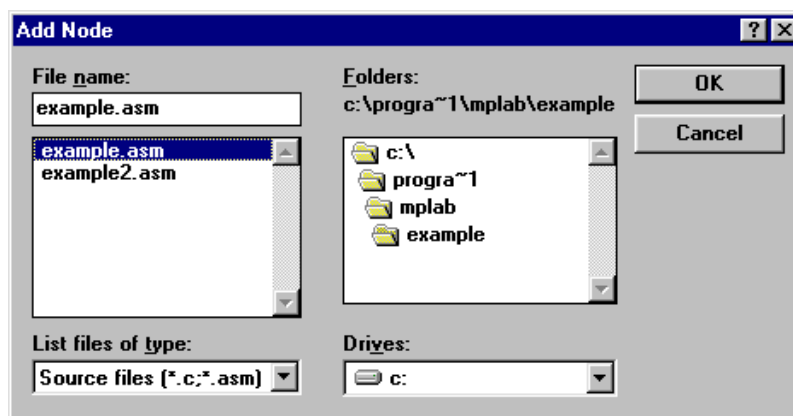 Add Node
File name:
example.asm
example.asm
example2.asm
List files of type:
Source files (*.c;*.asm)
Folders:
c:\progra~1\mplab\example
c:\
progra~1
mplab
example
Drives:
c:
OK
Cancel